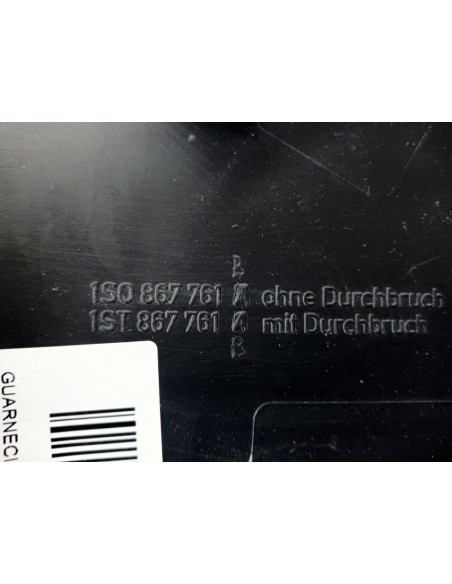 B
1S0 867 761 A ohne Durchbruch
1ST 867 761 A mit Durchbruch
B
GUARNECI